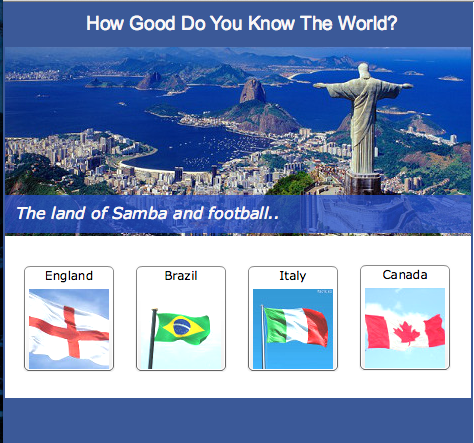 How Good Do You Know The World?
The land of Samba and football..
England
Brazil
Italy
Canada